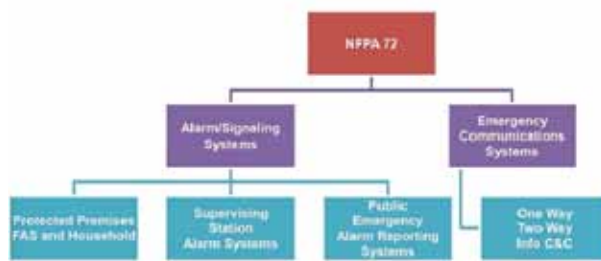 NFPA 72
Alarm/Signaling
Systems
Emergency
Communications
Systems
Protected Premises
FAS and Household
Supervising
Station
Alarm Systems
Public
Emergency
Alarm Reporting
Systems
One Way
Two Way
Info C&C